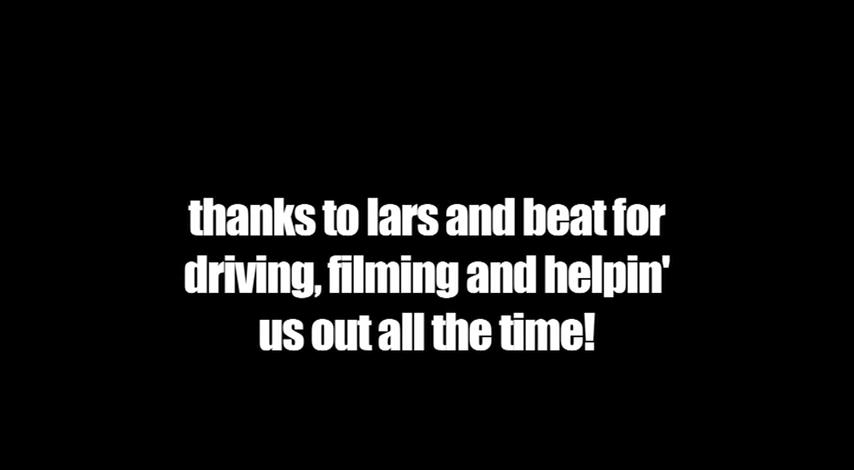 thanks to lars and beat for
driving, filming and helpin'
us out all the time!